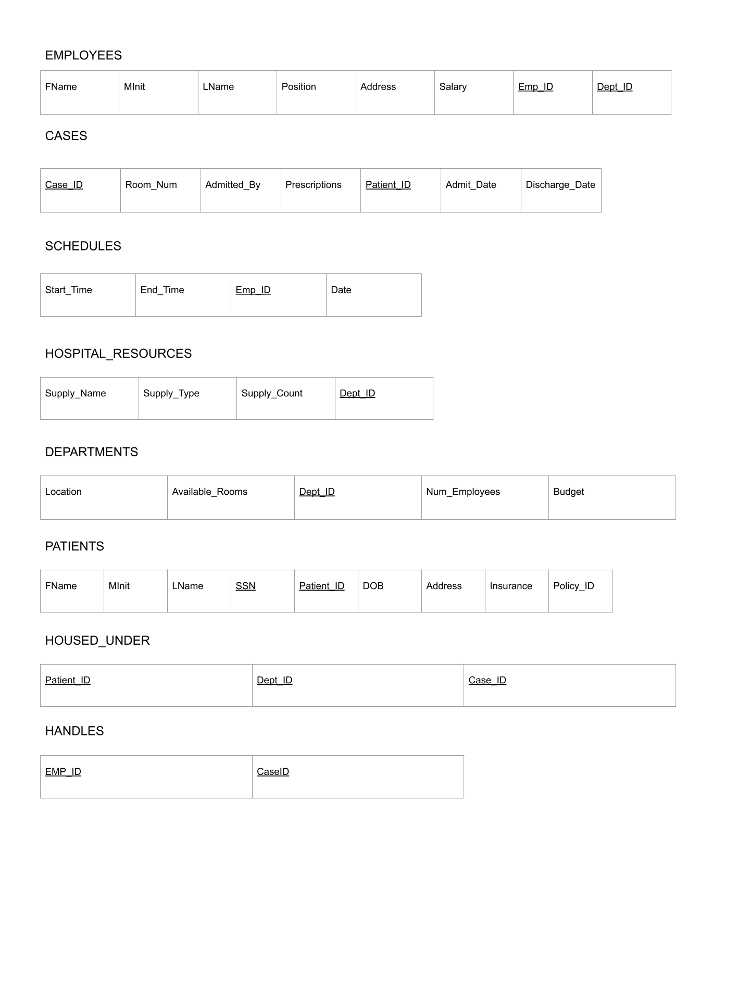 EMPLOYEES
FName MInit LName Position Address Salary Emp_ID Dept_ID
CASES
Case_ID Room_Num Admitted_By Prescriptions Patient_ID Admit_Date Discharge_Date
SCHEDULES
Start_Time End_Time Emp_ID Date
HOSPITAL_RESOURCES
Supply_Name Supply_Type Supply_Count Dept_ID
DEPARTMENTS
Location Available_Rooms Dept_ID Num_Employees Budget
PATIENTS
FName MInit LName SSN Patient_ID DOB Address Insurance Policy_ID
HOUSED_UNDER
Patient_ID Dept_ID Case_ID
HANDLES
EMP_ID CaseID